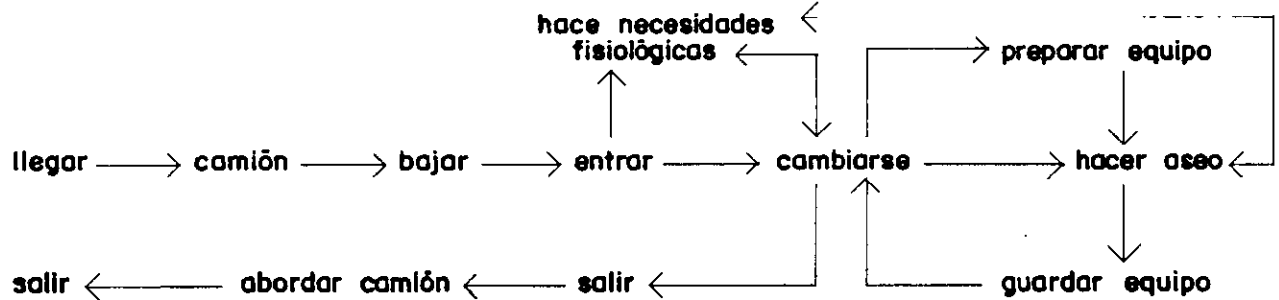 hace necesidades
fisiológicas
preparar equipo
llegar camión bajar entrar cambiarse hacer aseo
salir abordar camión salir guardar equipo